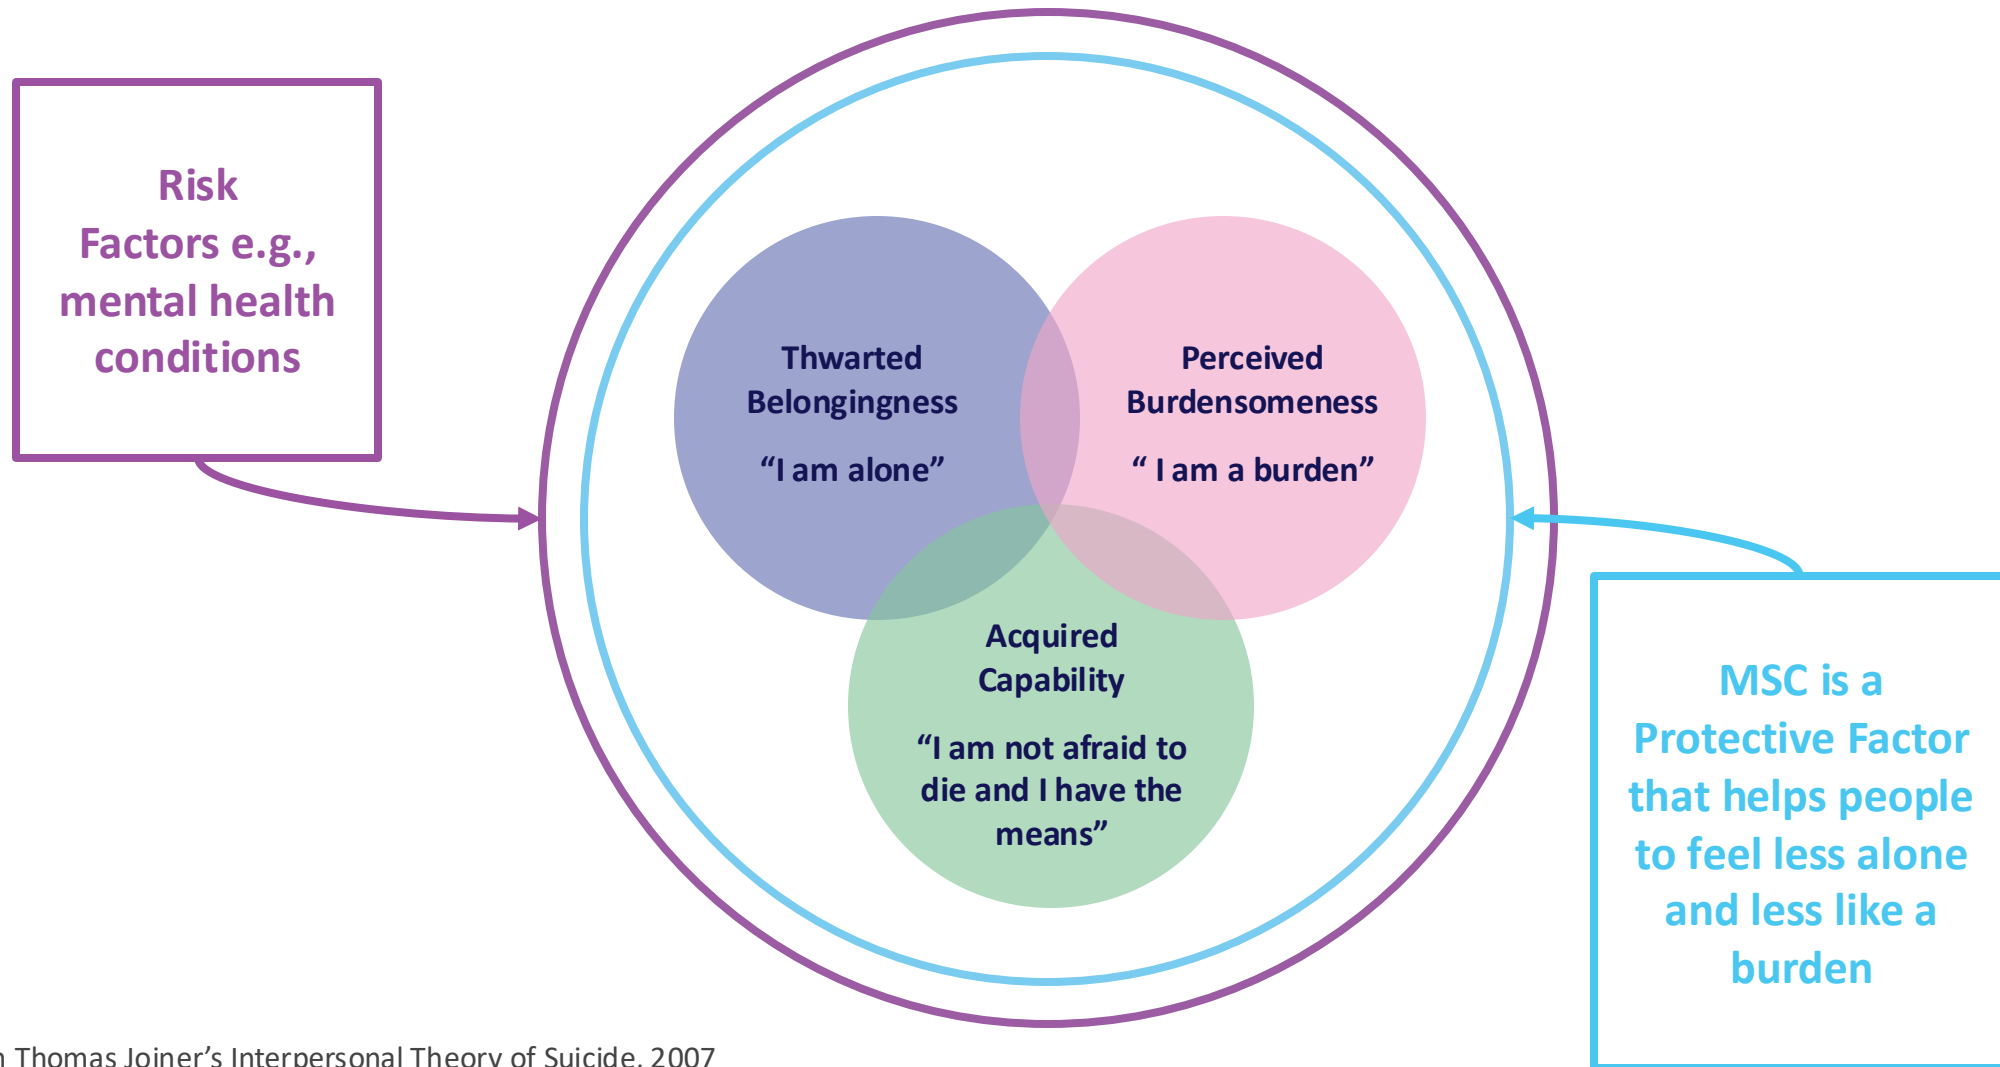 Risk
Factors e.g.,
mental health
conditions
Thwarted
Belongingness
“I am alone”
Perceived
Burdensomeness
“ I am a burden”
Acquired
Capability
“I am not afraid to
die and I have the
means”
MSC is a
Protective Factor
that helps people
to feel less alone
and less like a
burden
Thomas Joiner’s Interpersonal Theory of Suicide, 2007